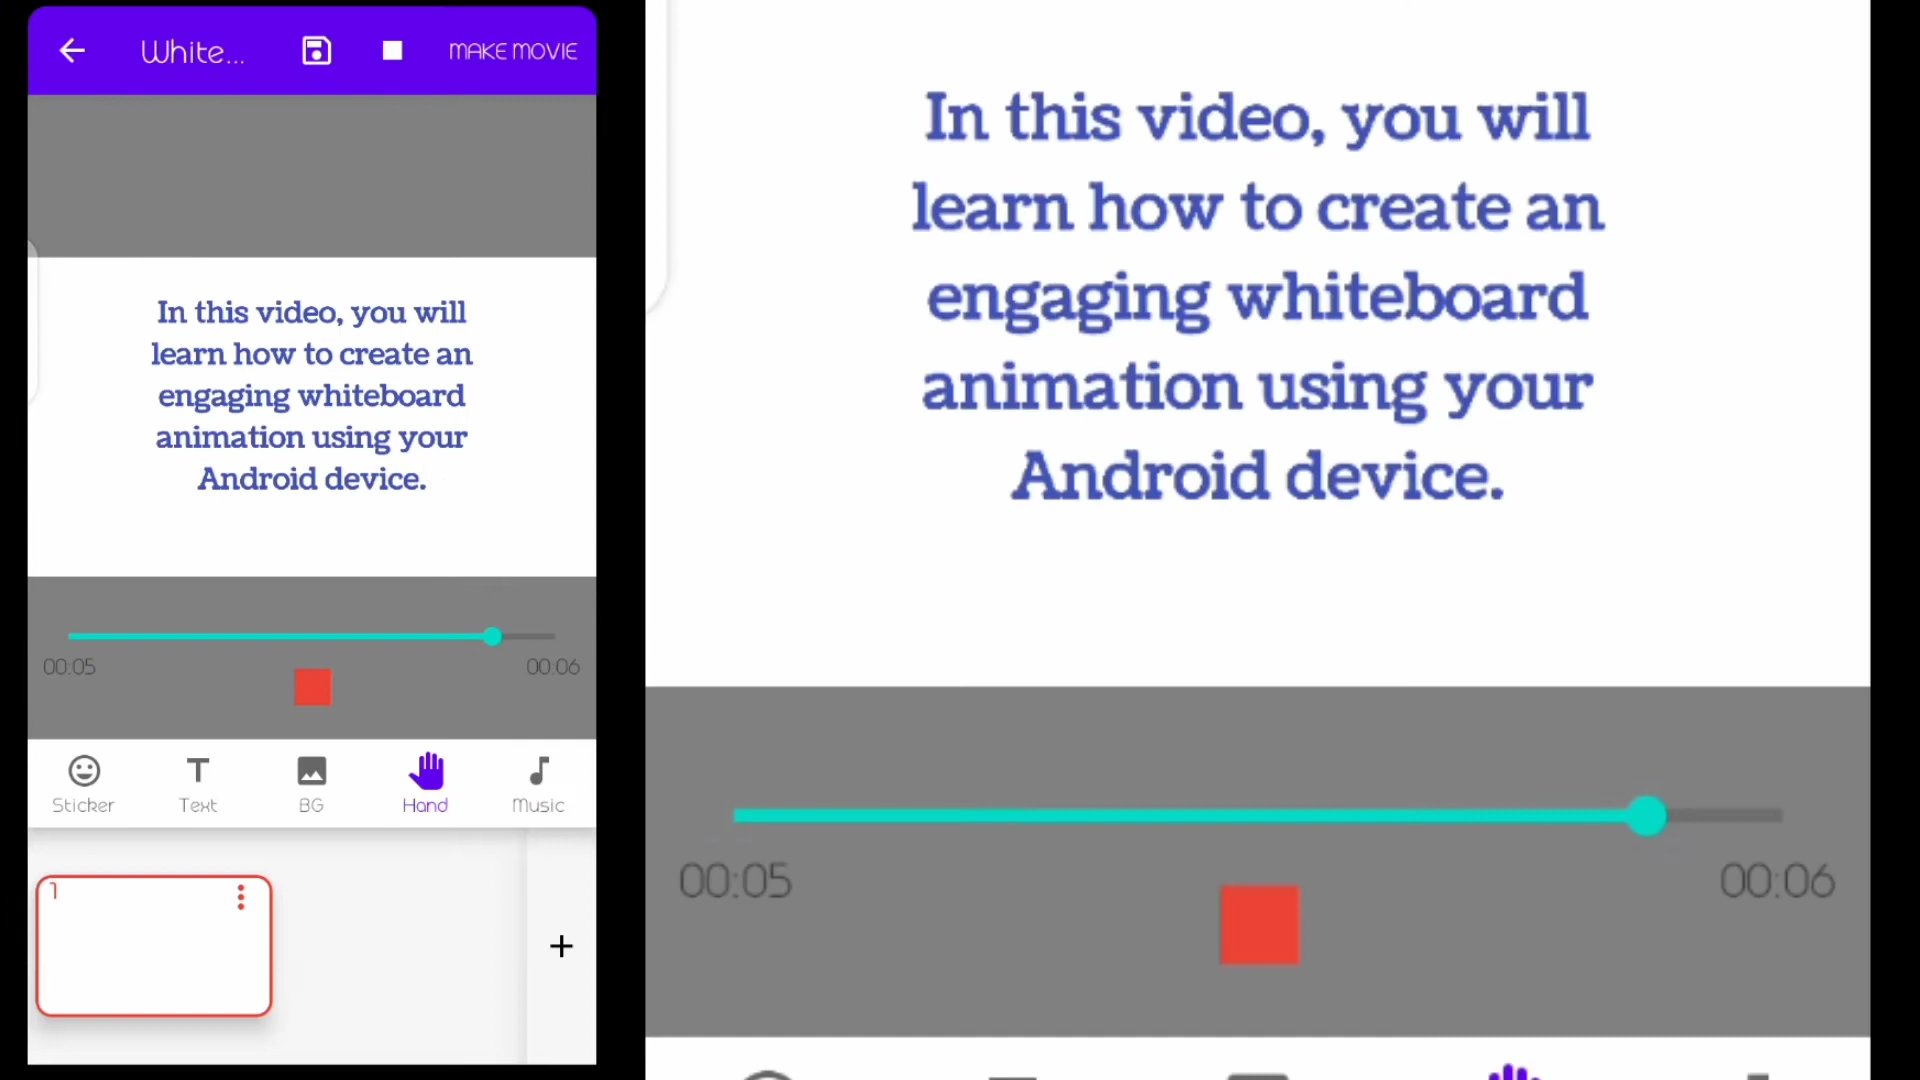 White...
MAKE MOVIE
In this video, you will
learn how to create an
engaging whiteboard
animation using your
Android device.
00:05
00:06
Sticker
Text
BG
Hand
Music
1
In this video, you will
learn how to create an
engaging whiteboard
animation using your
Android device.
00:05
00:06